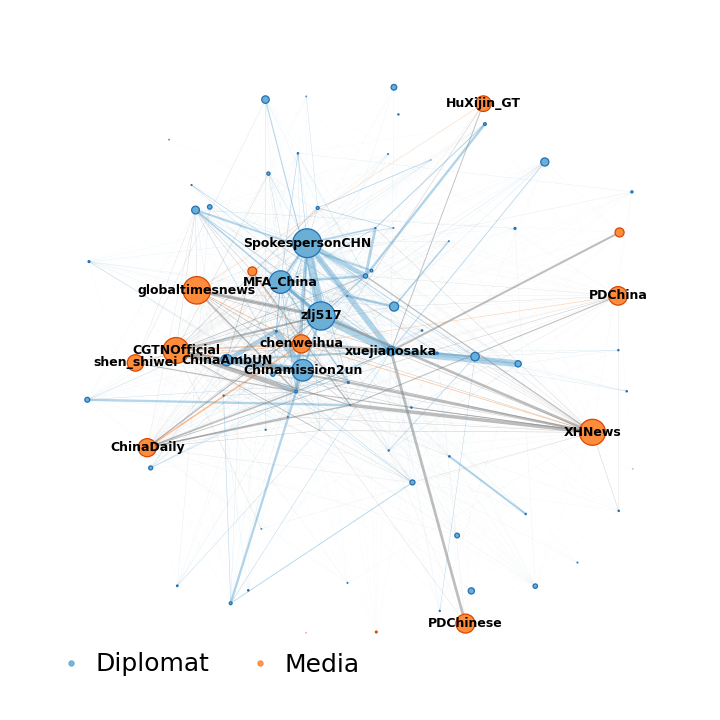 HuXijin_GT
SpokespersonCHN
MFA_China
globaltimesnews
PDChina
zlj517
chenweihua
xuejianosaka
CGTNOfficial
shen_shiwei
ChinaAmbUN
Chinamission2un
XHNews
ChinaDaily
PDChinese
Diplomat
Media